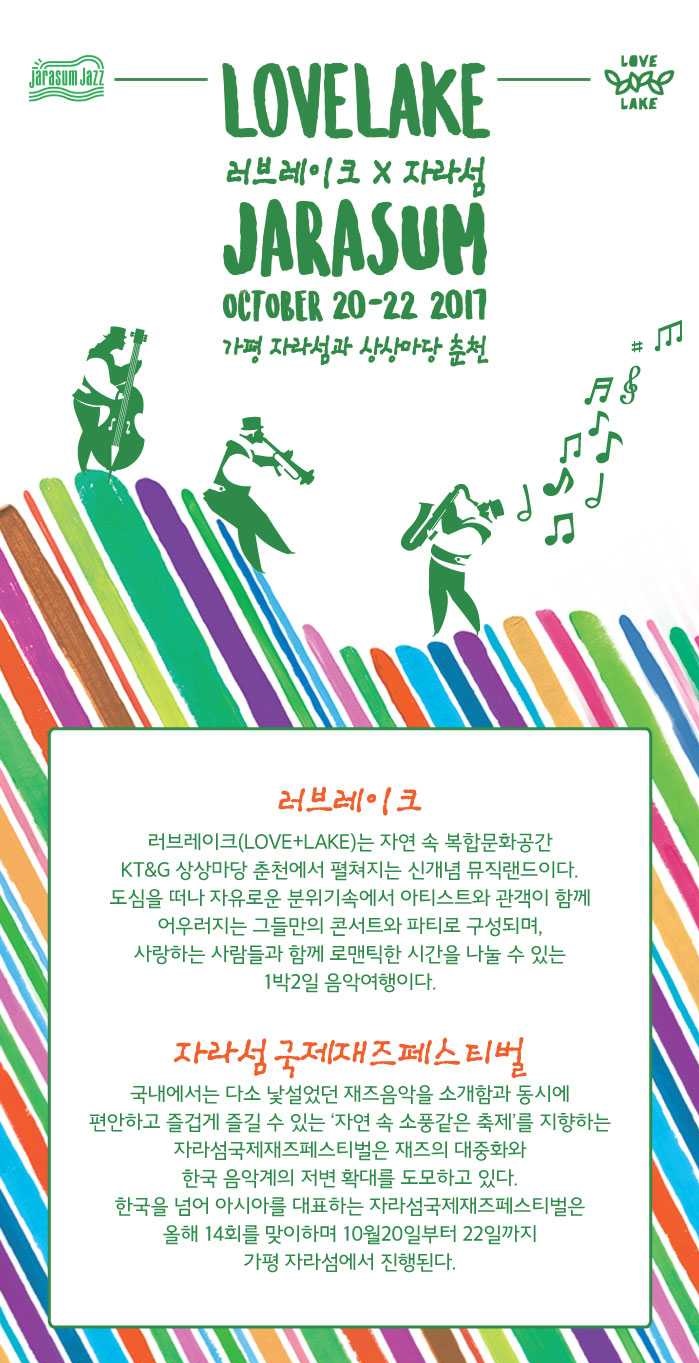 Jarasum Jazz
LOVELAKE
LOVE
LAKE
러브레이크 X 자라섬
JARASUM
OCTOBER 20-22 2017
가평 자라섬과 상상마당 춘천
러브레이크
러브레이크(LOVE+LAKE)는 자연 속 복합문화공간
KT&G 상상마당 춘천에서 펼쳐지는 신개념 뮤직랜드이다.
도심을 떠나 자유로운 분위기속에서 아티스트와 관객이 함께
어우러지는 그들만의 콘서트와 파티로 구성되며,
사랑하는 사람들과 함께 로맨틱한 시간을 나눌 수 있는
1박2일 음악여행이다.
자라섬국제재즈페스티벌
국내에서는 다소 낯설었던 재즈음악을 소개함과 동시에
편안하고 즐겁게 즐길 수 있는 ‘자연 속 소풍같은 축제’를 지향하는
자라섬국제재즈페스티벌은 재즈의 대중화와
한국 음악계의 저변 확대를 도모하고 있다.
한국을 넘어 아시아를 대표하는 자라섬국제재즈페스티벌은
올해 14회를 맞이하며 10월20일부터 22일까지
가평 자라섬에서 진행된다.